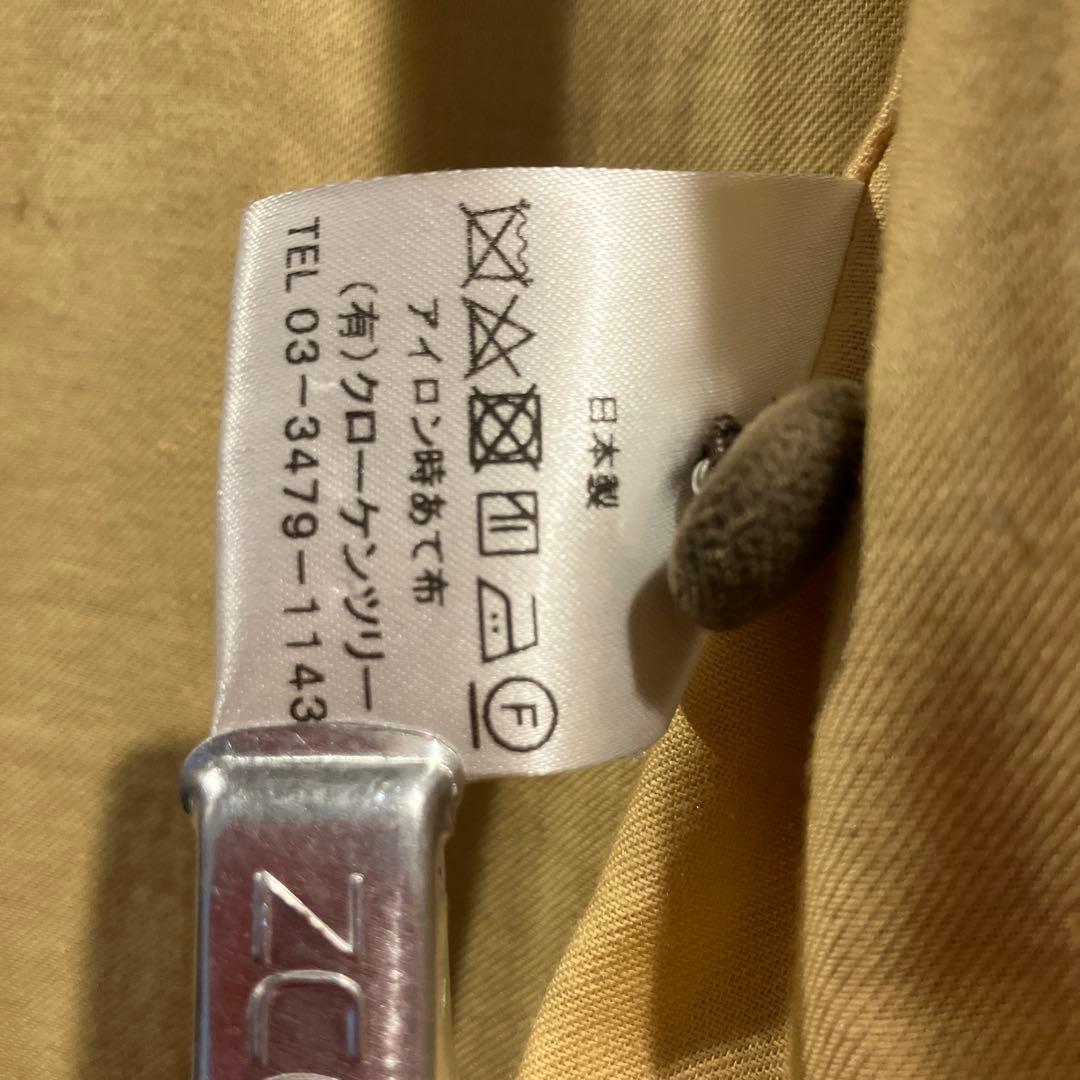 日本製
F
アイロン時あて布
(有)クローケンツリー
TEL 03-3479-1143